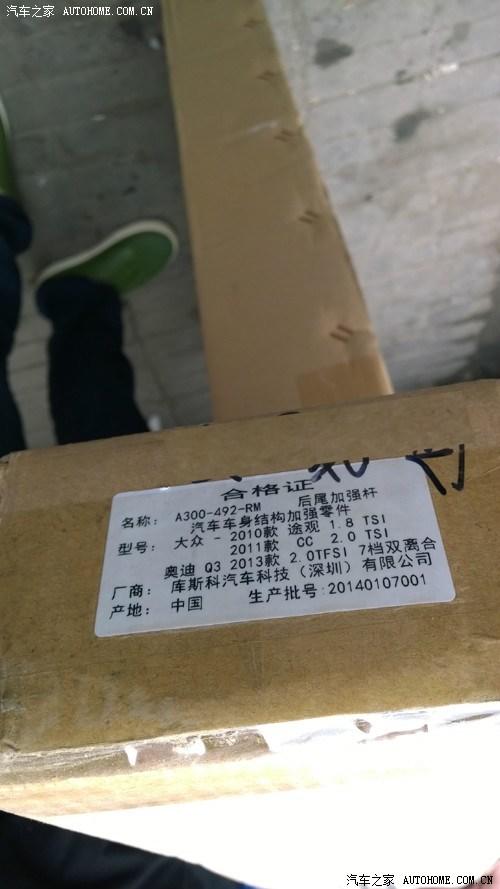 汽车之家 AUTOHOME.COM.CN
合格证
名称： A300-492-RM 后尾加强杆
汽车车身结构加强零件
型号： 大众 - 2010款 途观 1.8 TSI
2011款 CC 2.0 TSI
奥迪 Q3 2013款 2.0TFSI 7档双离合
厂商： 库斯科汽车科技（深圳）有限公司
产地： 中国 生产批号:20140107001
汽车之家 AUTOHOME.COM.CN